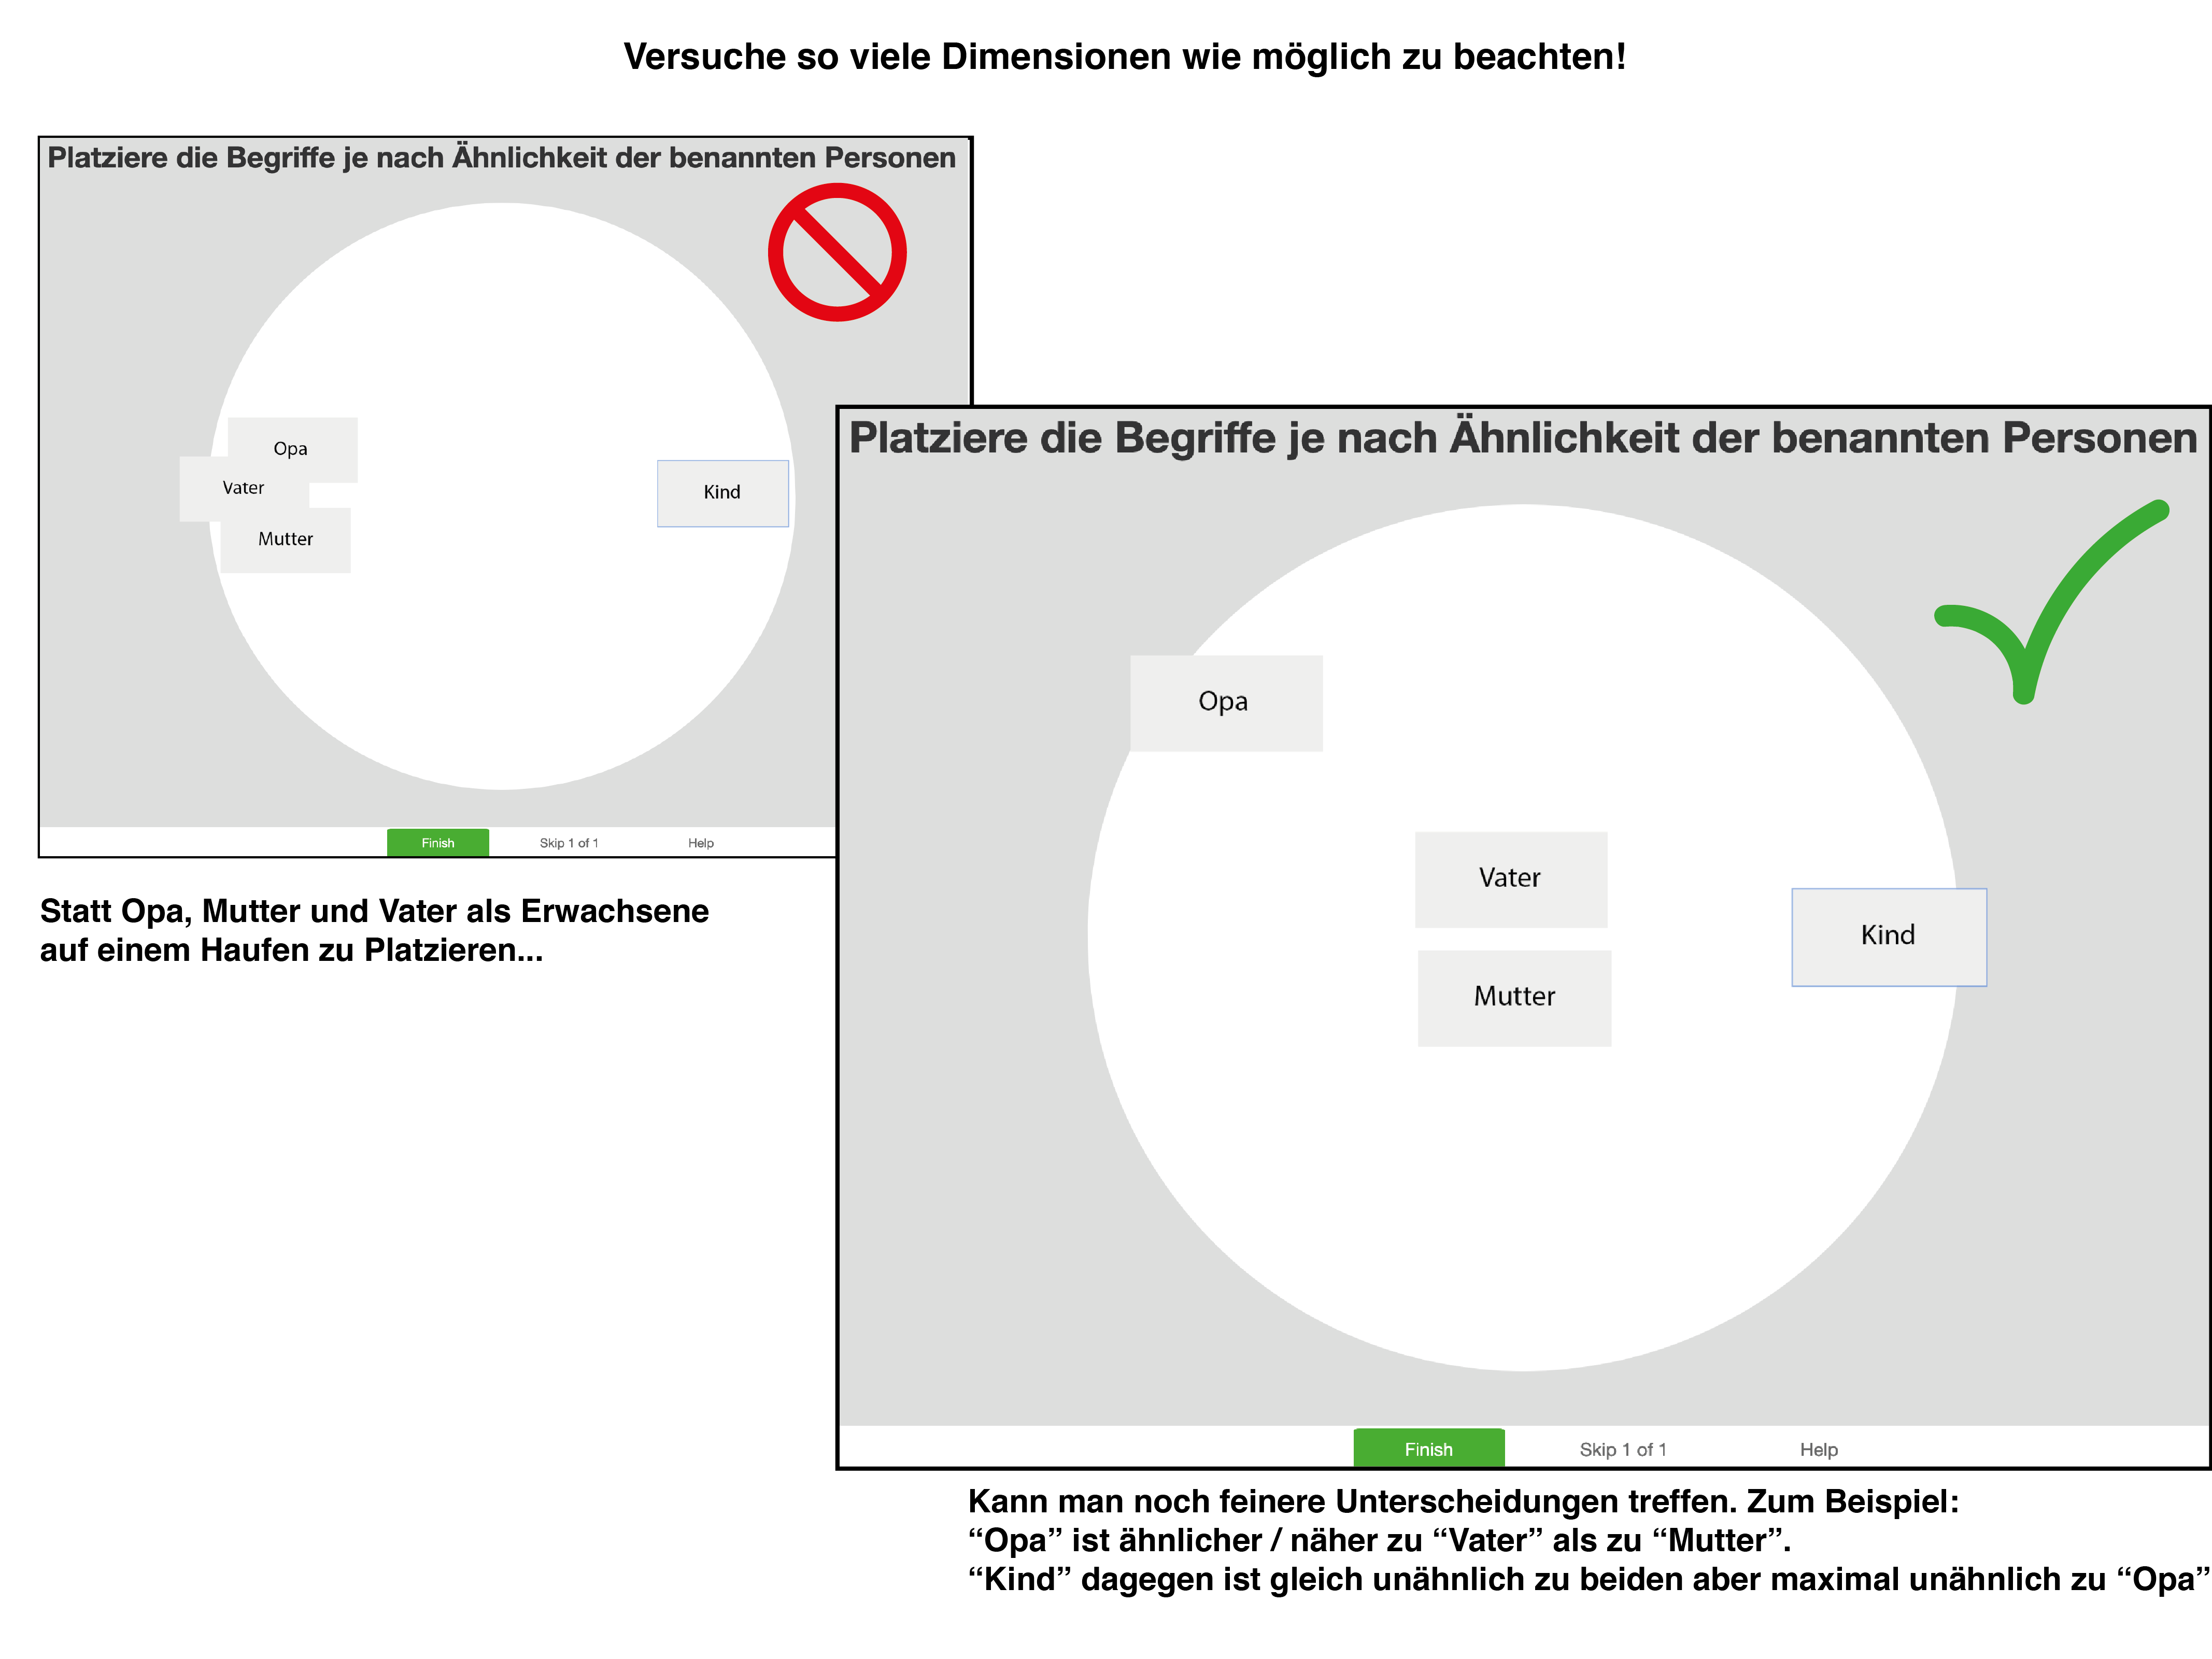 Versuche so viele Dimensionen wie möglich zu beachten!
Platziere die Begriffe je nach Ähnlichkeit der benannten Personen
Opa
Vater
Mutter
Kind
Finish
Skip 1 of 1
Help
Statt Opa, Mutter und Vater als Erwachsene
auf einem Haufen zu Platzieren...
Platziere die Begriffe je nach Ähnlichkeit der benannten Personen
Opa
Vater
Mutter
Kind
Finish
Skip 1 of 1
Help
Kann man noch feinere Unterscheidungen treffen. Zum Beispiel:
“Opa” ist ähnlicher / näher zu “Vater” als zu “Mutter”.
“Kind” dagegen ist gleich unähnlich zu beiden aber maximal unähnlich zu “Opa”